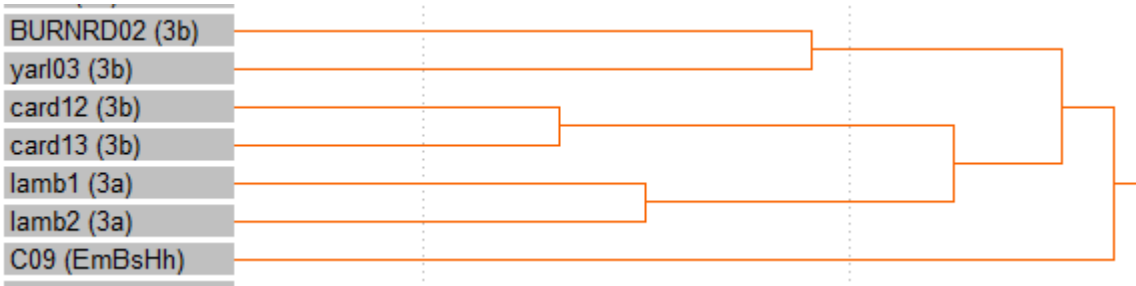 BURNRD02 (3b)
yarl03 (3b)
card12 (3b)
card13 (3b)
lamb1 (3a)
lamb2 (3a)
C09 (EmBsHh)